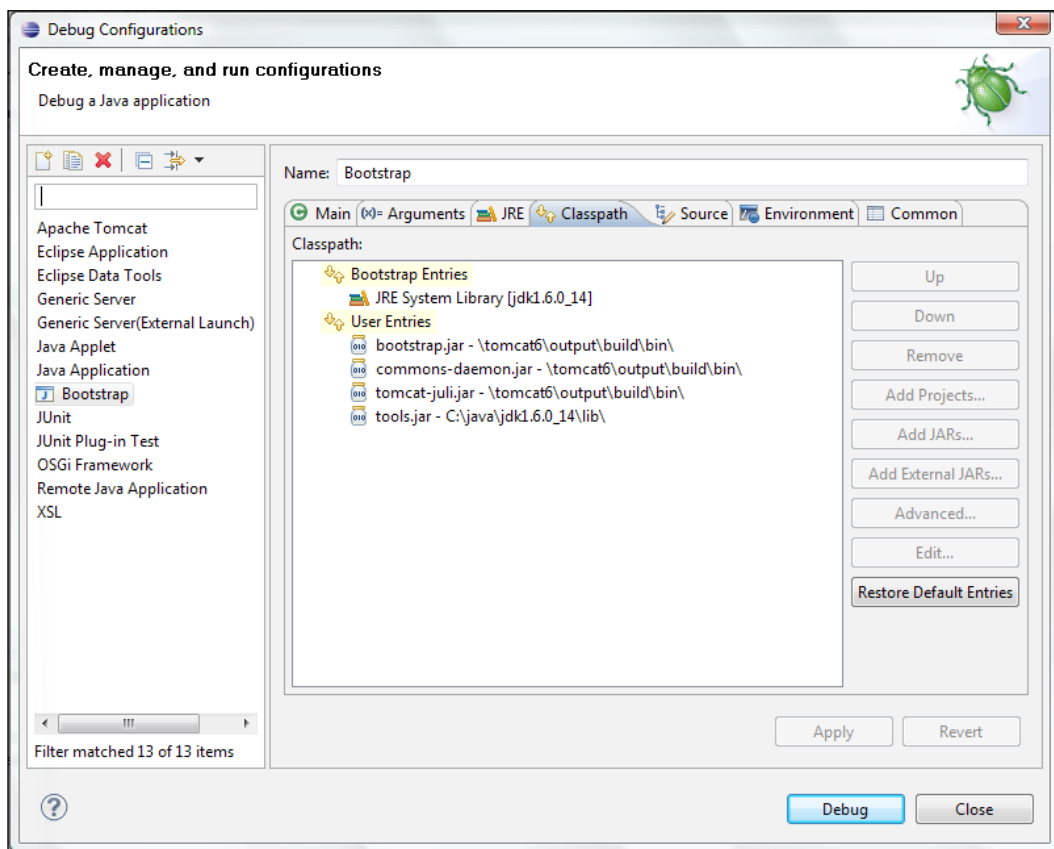 Debug Configurations
Create, manage, and run configurations
Debug a Java application
Apache Tomcat
Eclipse Application
Eclipse Data Tools
Generic Server
Generic Server(External Launch)
Java Applet
Java Application
Bootstrap
JUnit
JUnit Plug-in Test
OSGi Framework
Remote Java Application
XSL
Filter matched 13 of 13 items
Name: Bootstrap
Main (x)= Arguments JRE Classpath Source Environment Common
Classpath:
Bootstrap Entries
JRE System Library [jdk1.6.0_14]
User Entries
bootstrap.jar - \tomcat6\output\build\bin\
commons-daemon.jar - \tomcat6\output\build\bin\
tomcat-juli.jar - \tomcat6\output\build\bin\
tools.jar - C:\java\jdk1.6.0_14\lib\
Up
Down
Remove
Add Projects...
Add JARs...
Add External JARs...
Advanced...
Edit...
Restore Default Entries
Apply Revert
Debug Close